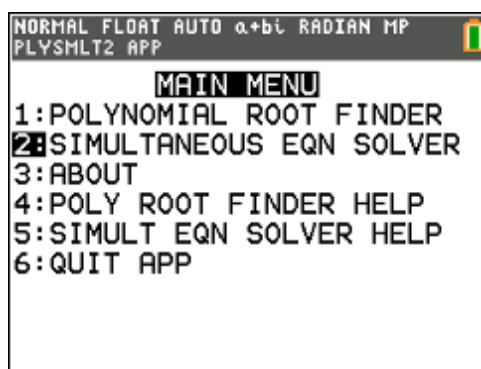 NORMAL FLOAT AUTO a+bi RADIAN MP
PLYSMLT2 APP
MAIN MENU
1:POLYNOMIAL ROOT FINDER
2:SIMULTANEOUS EQN SOLVER
3:ABOUT
4:POLY ROOT FINDER HELP
5:SIMULT EQN SOLVER HELP
6:QUIT APP